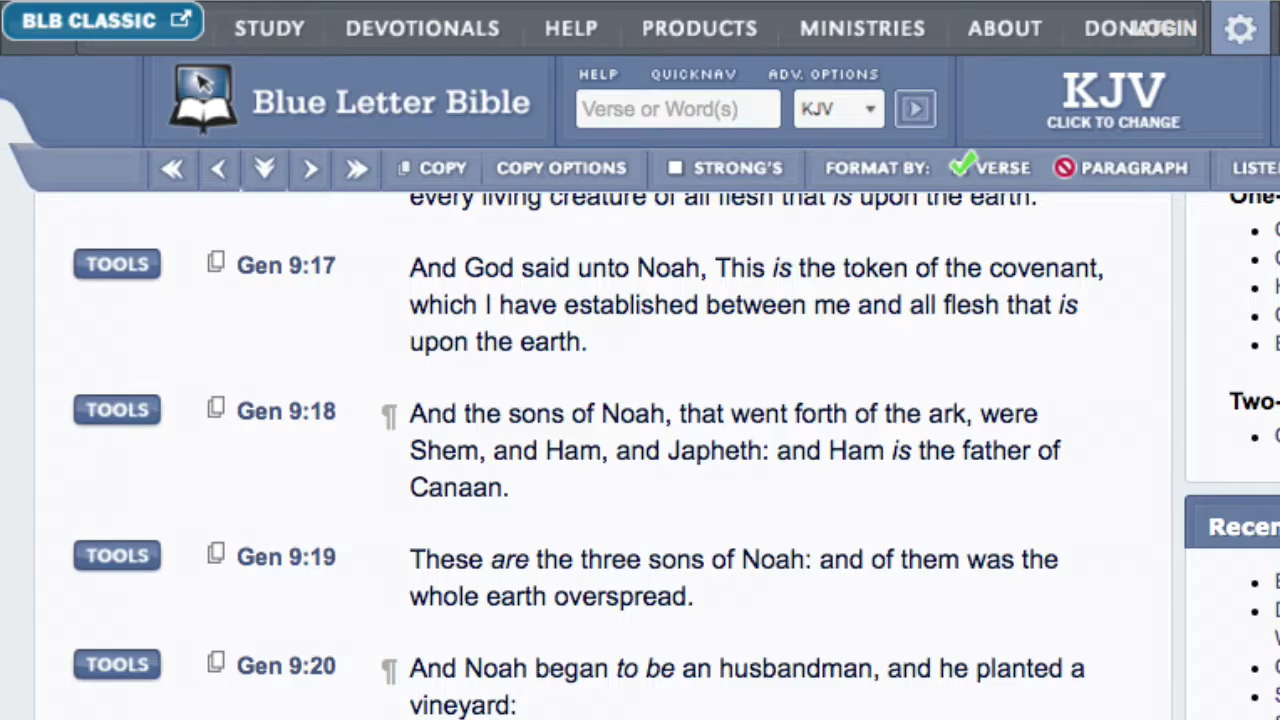 BLB CLASSIC
STUDY DEVOTIONALS HELP PRODUCTS MINISTRIES ABOUT DONATE LOGIN
HELP QUICKNAV ADV. OPTIONS
Blue Letter Bible
Verse or Word(s) KJV
KJV
CLICK TO CHANGE
COPY COPY OPTIONS STRONG'S FORMAT BY: VERSE PARAGRAPH
every living creature of all flesh that is upon the earth.
TOOLS Gen 9:17 And God said unto Noah, This is the token of the covenant,
which I have established between me and all flesh that is
upon the earth.
TOOLS Gen 9:18 ¶ And the sons of Noah, that went forth of the ark, were
Shem, and Ham, and Japheth: and Ham is the father of
Canaan.
TOOLS Gen 9:19 These are the three sons of Noah: and of them was the
whole earth overspread.
TOOLS Gen 9:20 ¶ And Noah began to be an husbandman, and he planted a
vineyard:
One-
Two-
Recen